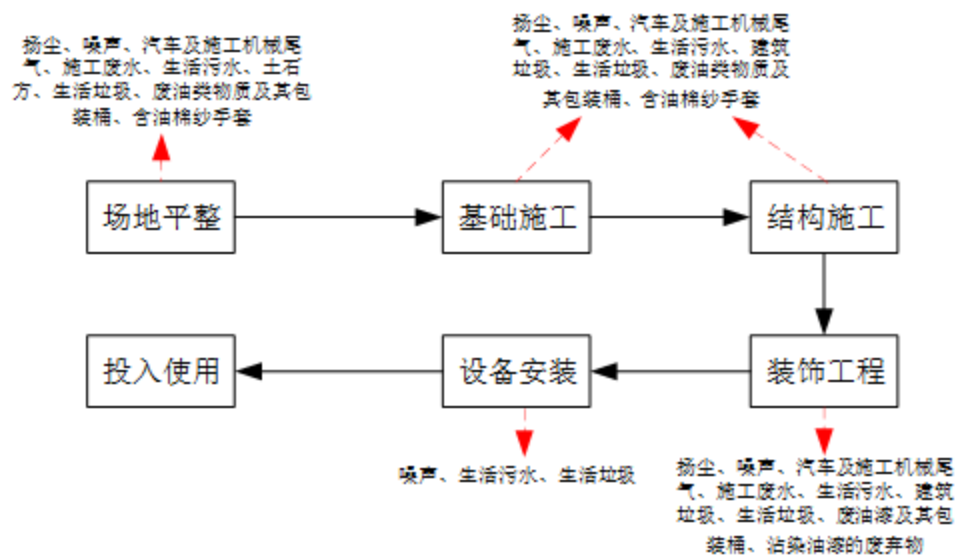 扬尘、噪声、汽车及施工机械尾
气、施工废水、生活污水、土石
方、生活垃圾、废油类物质及其包
装桶、含油棉纱手套
扬尘、噪声、汽车及施工机械尾
气、施工废水、生活污水、建筑
垃圾、生活垃圾、废油类物质及
其包装桶、含油棉纱手套
场地平整
基础施工
结构施工
投入使用
设备安装
装饰工程
噪声、生活污水、生活垃圾
扬尘、噪声、汽车及施工机械尾
气、施工废水、生活污水、建筑
垃圾、生活垃圾、废油漆及其包
装桶、沾染油漆的废弃物